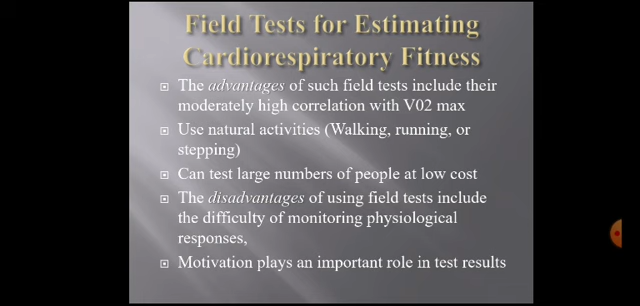 Field Tests for Estimating
Cardiorespiratory Fitness
The advantages of such field tests include their
moderately high correlation with V02 max
Use natural activities (Walking, running, or
stepping)
Can test large numbers of people at low cost
The disadvantages of using field tests include
the difficulty of monitoring physiological
responses,
Motivation plays an important role in test results